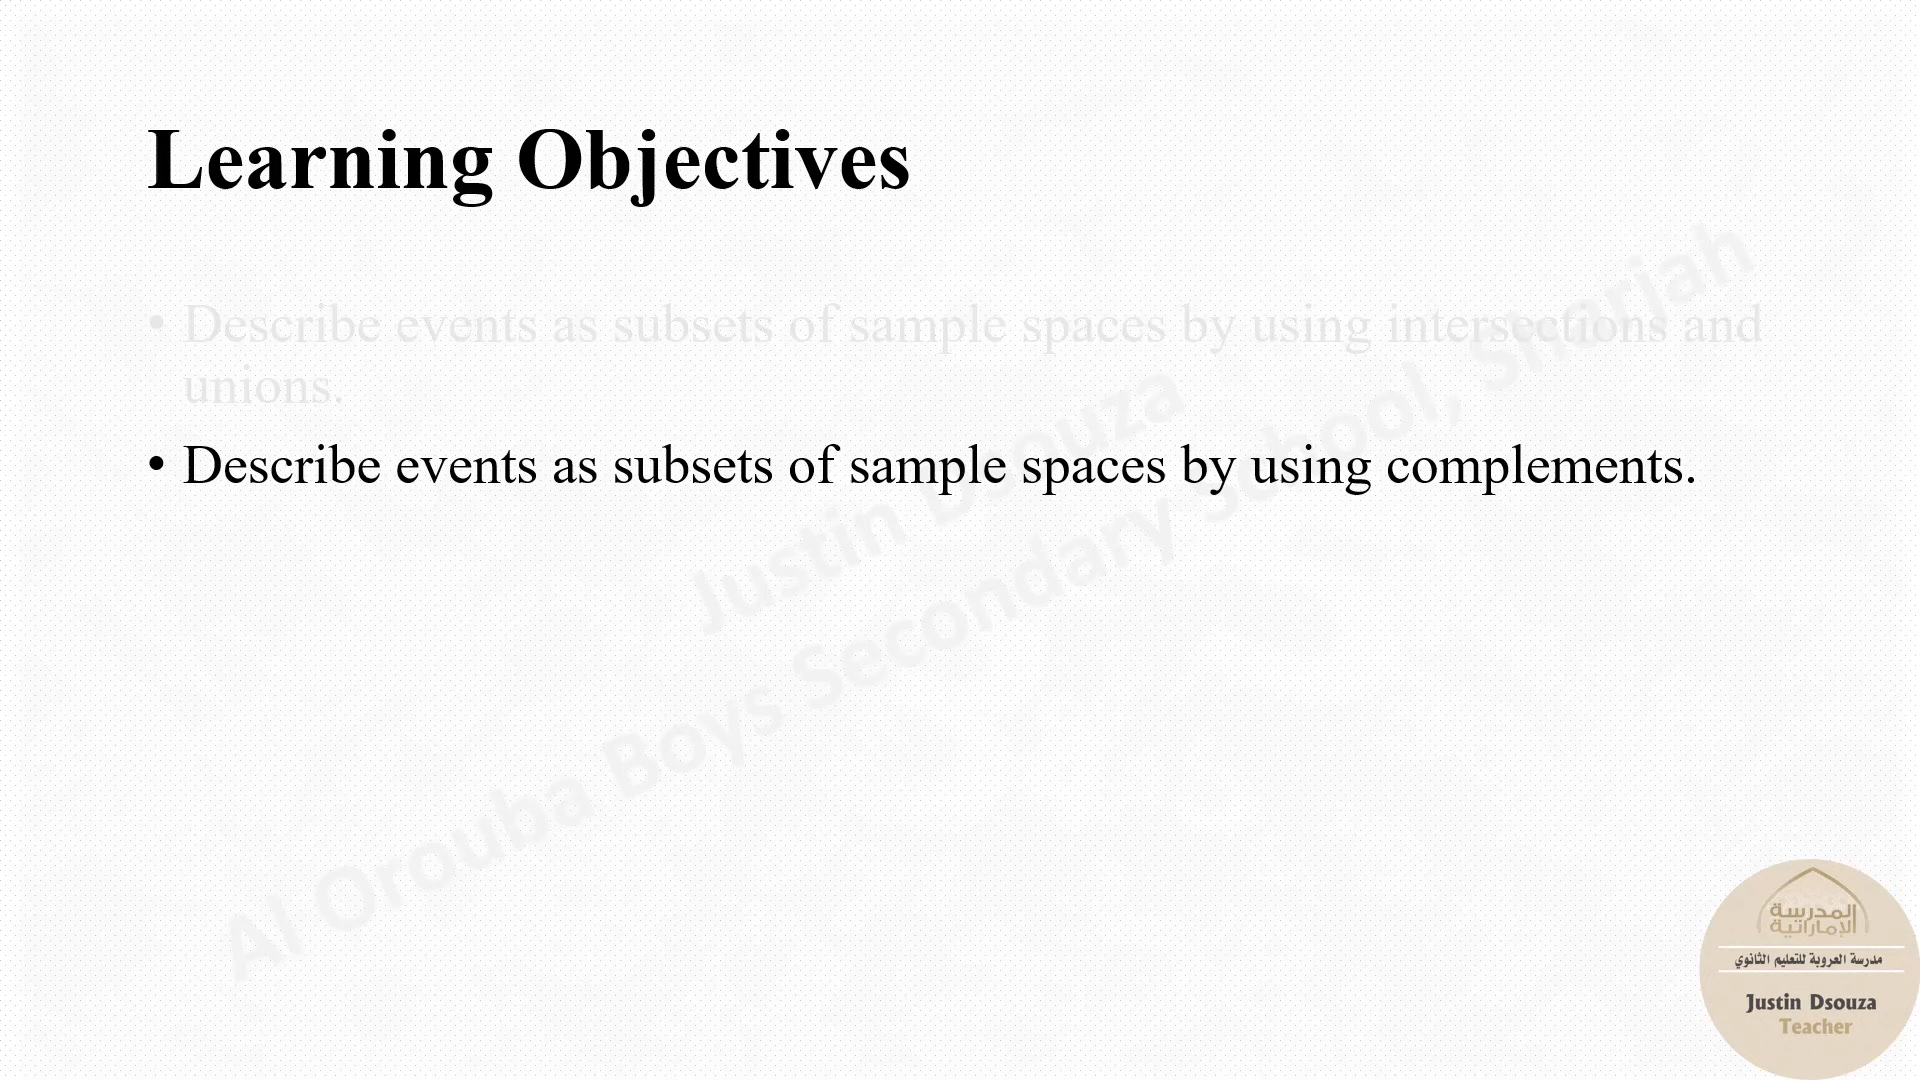 Learning Objectives
• Describe events as subsets of sample spaces by using intersections and
unions.
• Describe events as subsets of sample spaces by using complements.
Justin Dsouza
Al Orouba Boys Secondary School, Sharjah
المدرسة
الإماراتية
مدرسة العروبة للتعليم الثانوي
Justin Dsouza
Teacher